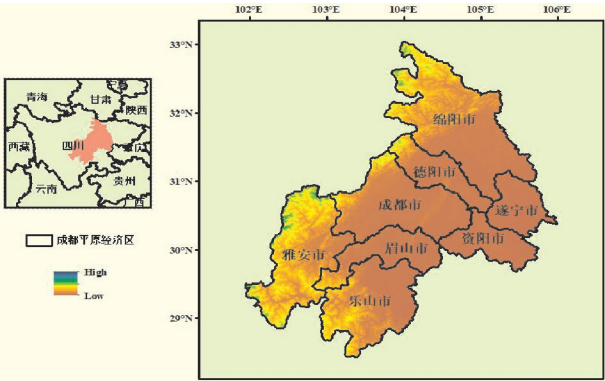 102°E 103°E 104°E 105°E 106°E
33°N
32°N
31°N
30°N
29°N
青海
甘肃
宁夏
陕西
西藏
四川
重庆
云南
贵州
成都平原经济区
High
Low
绵阳市
德阳市
成都市
遂宁市
资阳市
眉山市
雅安市
乐山市